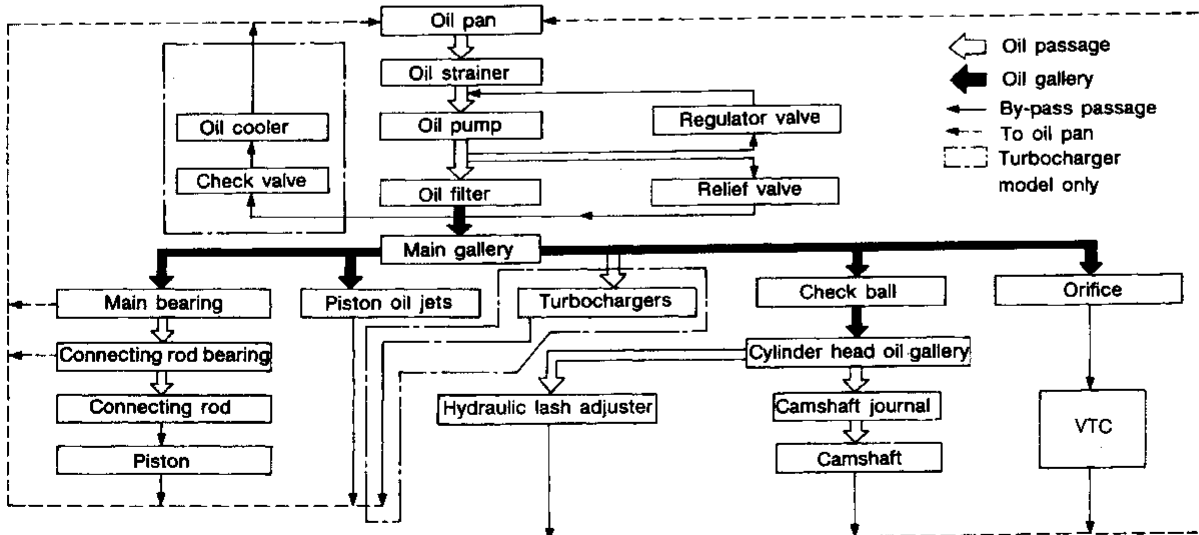 Oil pan
Oil strainer
Oil pump
Oil filter
Main gallery
Oil cooler
Check valve
Regulator valve
Relief valve
Oil passage
Oil gallery
By-pass passage
To oil pan
Turbocharger
model only
Main bearing
Piston oil jets
Turbochargers
Check ball
Orifice
Connecting rod bearing
Cylinder head oil gallery
Connecting rod
Hydraulic lash adjuster
Camshaft journal
VTC
Piston
Camshaft